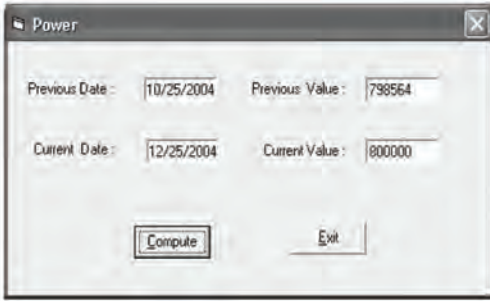 Power
Previous Date : 10/25/2004 Previous Value : 798564
Current Date : 12/25/2004 Current Value : 800000
Compute Exit